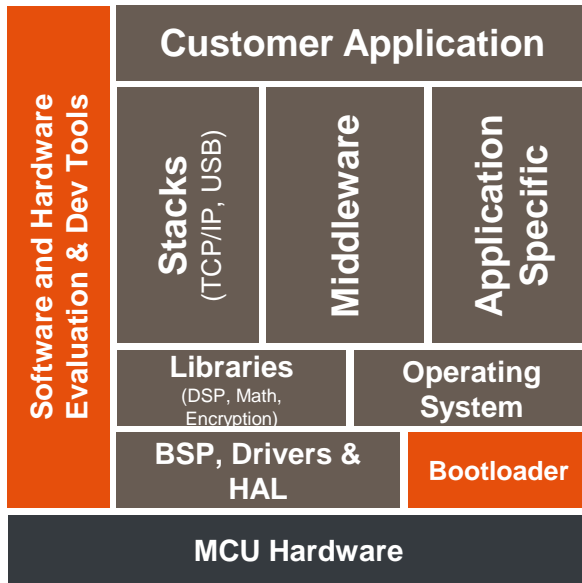 Customer Application
Software and Hardware
Evaluation & Dev Tools
Stacks
(TCP/IP, USB)
Middleware
Application
Specific
Libraries
(DSP, Math,
Encryption)
Operating
System
BSP, Drivers &
HAL
Bootloader
MCU Hardware